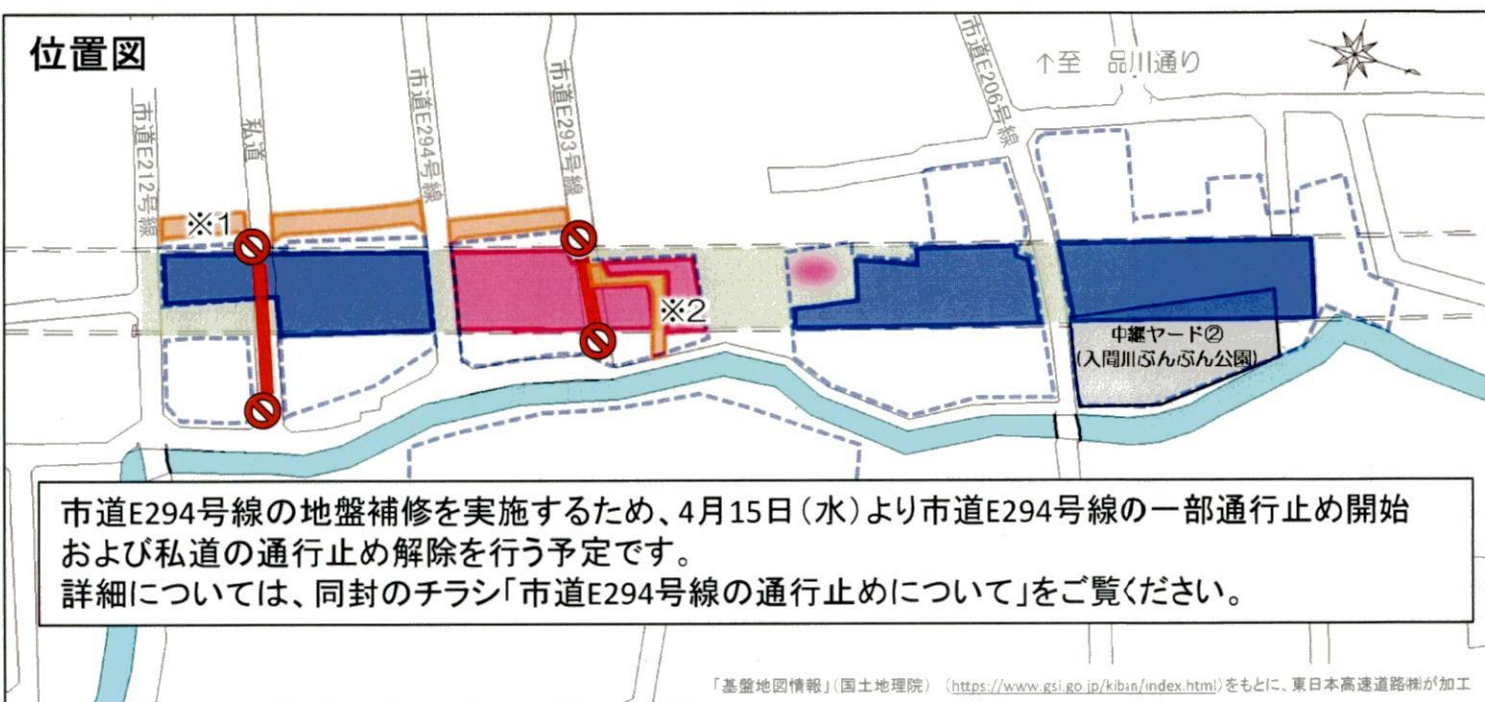 位置図
市道E212号線
私道
市道E294号線
市道E293号線
市道E206号線
↑至 品川通り
※1
※2
中継ヤード②
(入間川ぶんぶん公園)
市道E294号線の地盤補修を実施するため、4月15日(水)より市道E294号線の一部通行止め開始
および私道の通行止め解除を行う予定です。
詳細については、同封のチラシ「市道E294号線の通行止めについて」をご覧ください。
「基盤地図情報」(国土地理院) (https://www.gsi.go.jp/kiban/index.html)をもとに、東日本高速道路㈱が加工